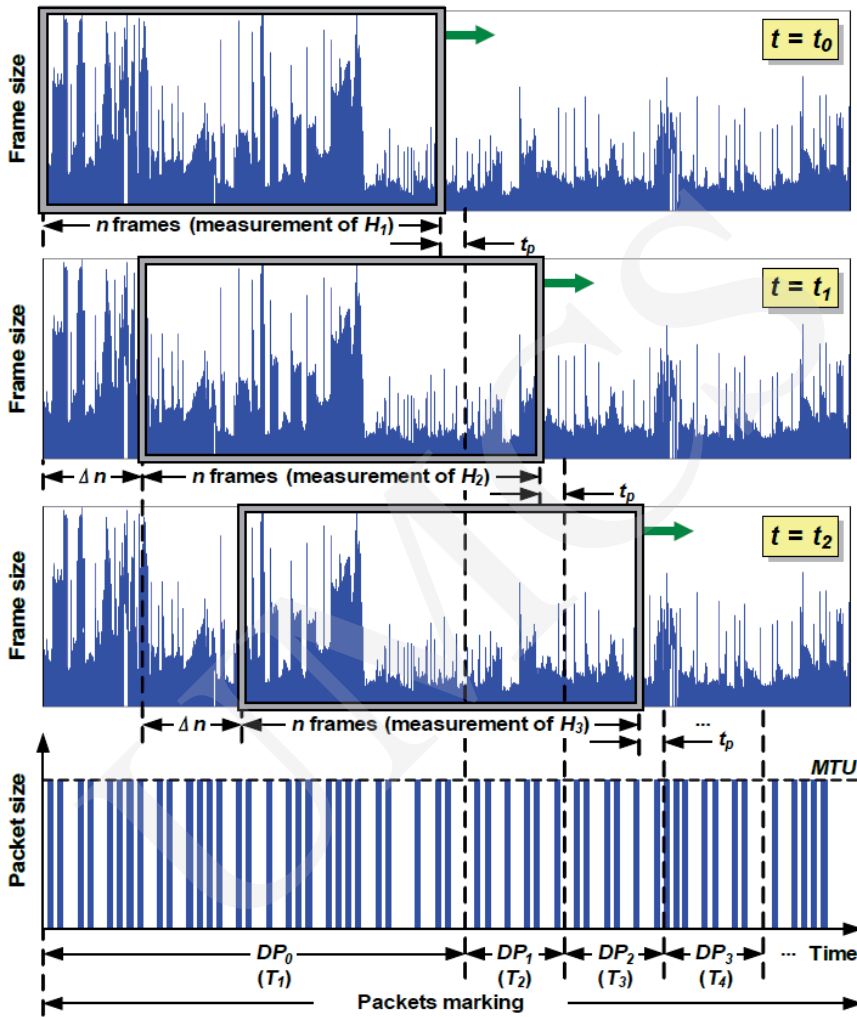 t = t0
Frame size
n frames (measurement of H1)
tp
t = t1
Frame size
Δ n
n frames (measurement of H2)
tp
t = t2
Frame size
Δ n
n frames (measurement of H3)
...
tp
MTU
Packet size
DP0
DP1
DP2
DP3
... Time
(T1)
(T2)
(T3)
(T4)
Packets marking
UMCS